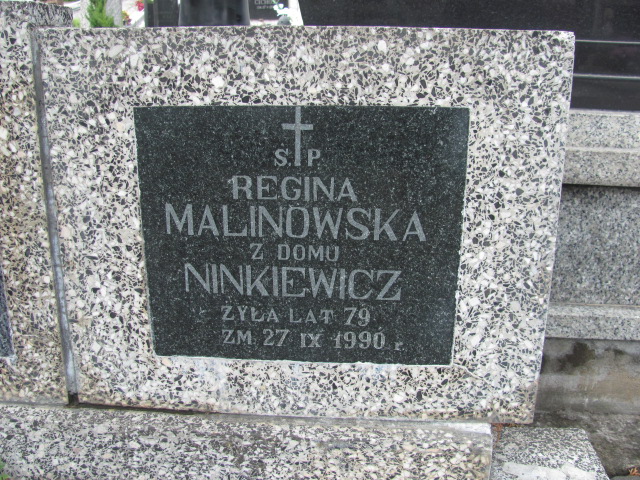 Ś P
REGINA
MALINOWSKA
Z DOMU
NINKIEWICZ
ŻYŁA LAT 79
ZM. 27 IX 1990 r.